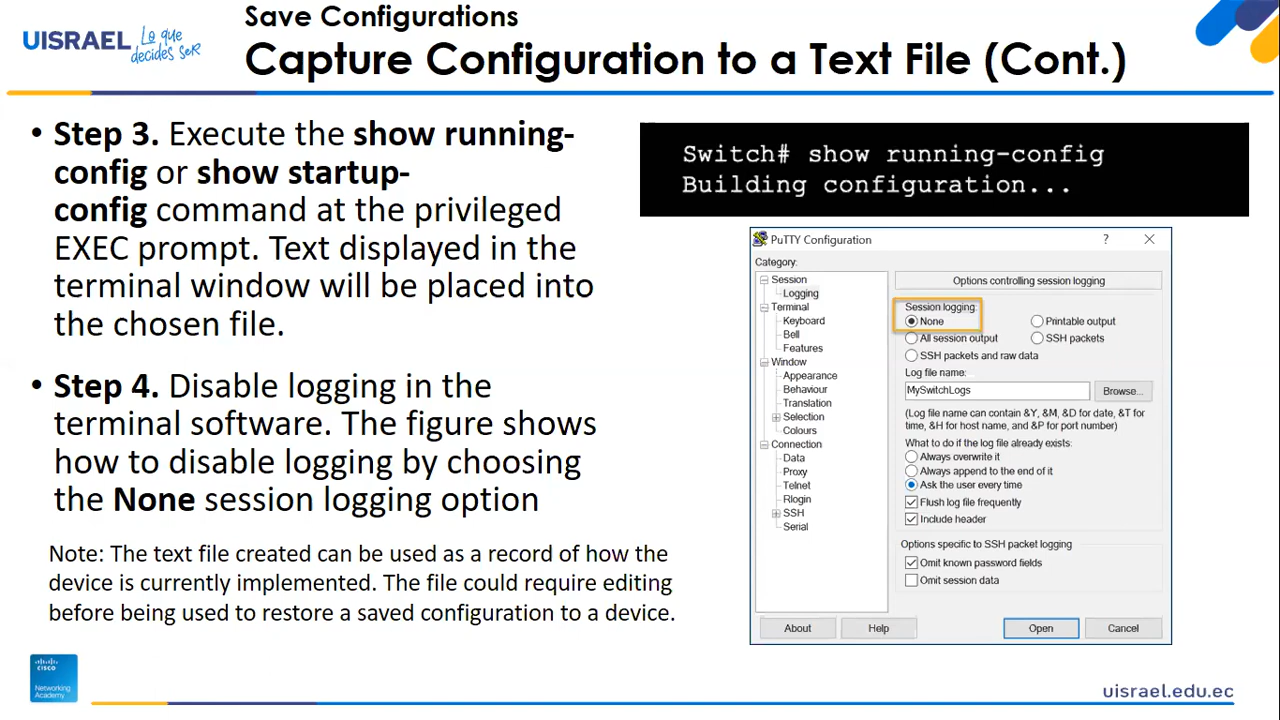 UISRAEL Lo que decides ser
Save Configurations
Capture Configuration to a Text File (Cont.)
• Step 3. Execute the show running-
config or show startup-
config command at the privileged
EXEC prompt. Text displayed in the
terminal window will be placed into
the chosen file.
• Step 4. Disable logging in the
terminal software. The figure shows
how to disable logging by choosing
the None session logging option
Note: The text file created can be used as a record of how the
device is currently implemented. The file could require editing
before being used to restore a saved configuration to a device.
Switch# show running-config
Building configuration...
PuTTY Configuration
?
Category:
Session
Logging
Terminal
Keyboard
Bell
Features
Window
Appearance
Behaviour
Translation
Selection
Colours
Connection
Data
Proxy
Telnet
Rlogin
SSH
Serial
Options controlling session logging
Session logging:
None
Printable output
All session output
SSH packets
SSH packets and raw data
Log file name:
MySwitchLogs
Browse...
(Log file name can contain &Y, &M, &D for date, &T for
time, &H for host name, and &P for port number)
What to do if the log file already exists:
Always overwrite it
Always append to the end of it
Ask the user every time
Flush log file frequently
Include header
Options specific to SSH packet logging
Omit known password fields
Omit session data
About
Help
Open
Cancel
cisco
Networking
Academy
uisrael.edu.ec